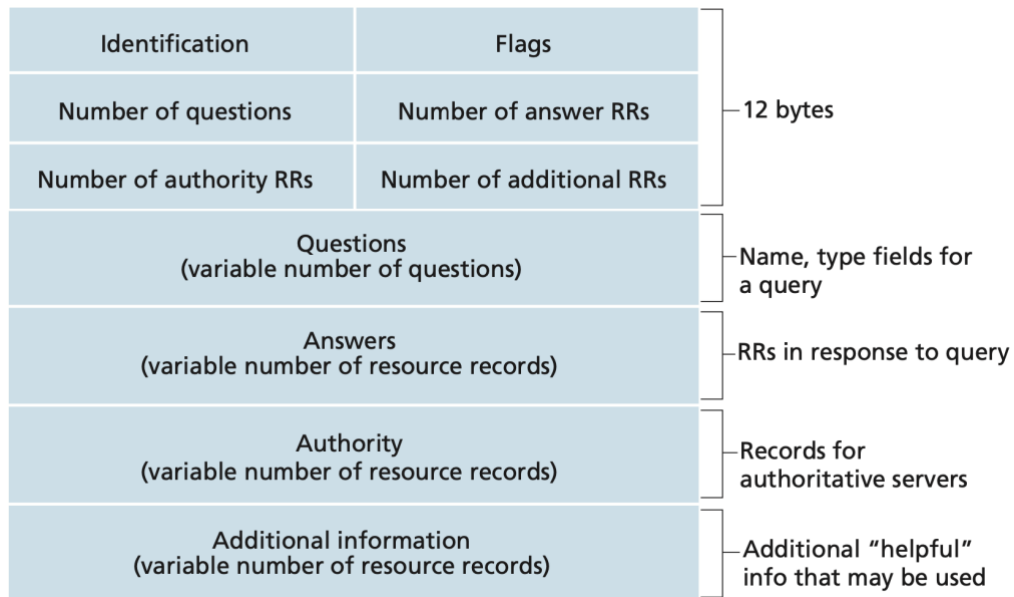 Identification
Flags
Number of questions
Number of answer RRs
12 bytes
Number of authority RRs
Number of additional RRs
Questions
(variable number of questions)
Name, type fields for
a query
Answers
(variable number of resource records)
RRs in response to query
Authority
(variable number of resource records)
Records for
authoritative servers
Additional information
(variable number of resource records)
Additional “helpful”
info that may be used